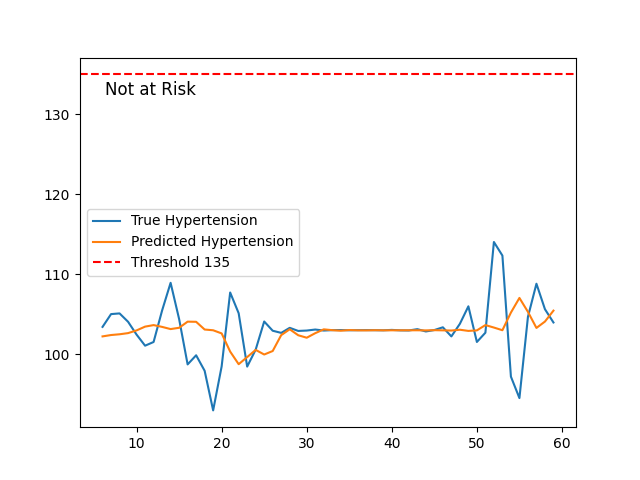 Not at Risk
130
120
True Hypertension
Predicted Hypertension
Threshold 135
110
100
10 20 30 40 50 60